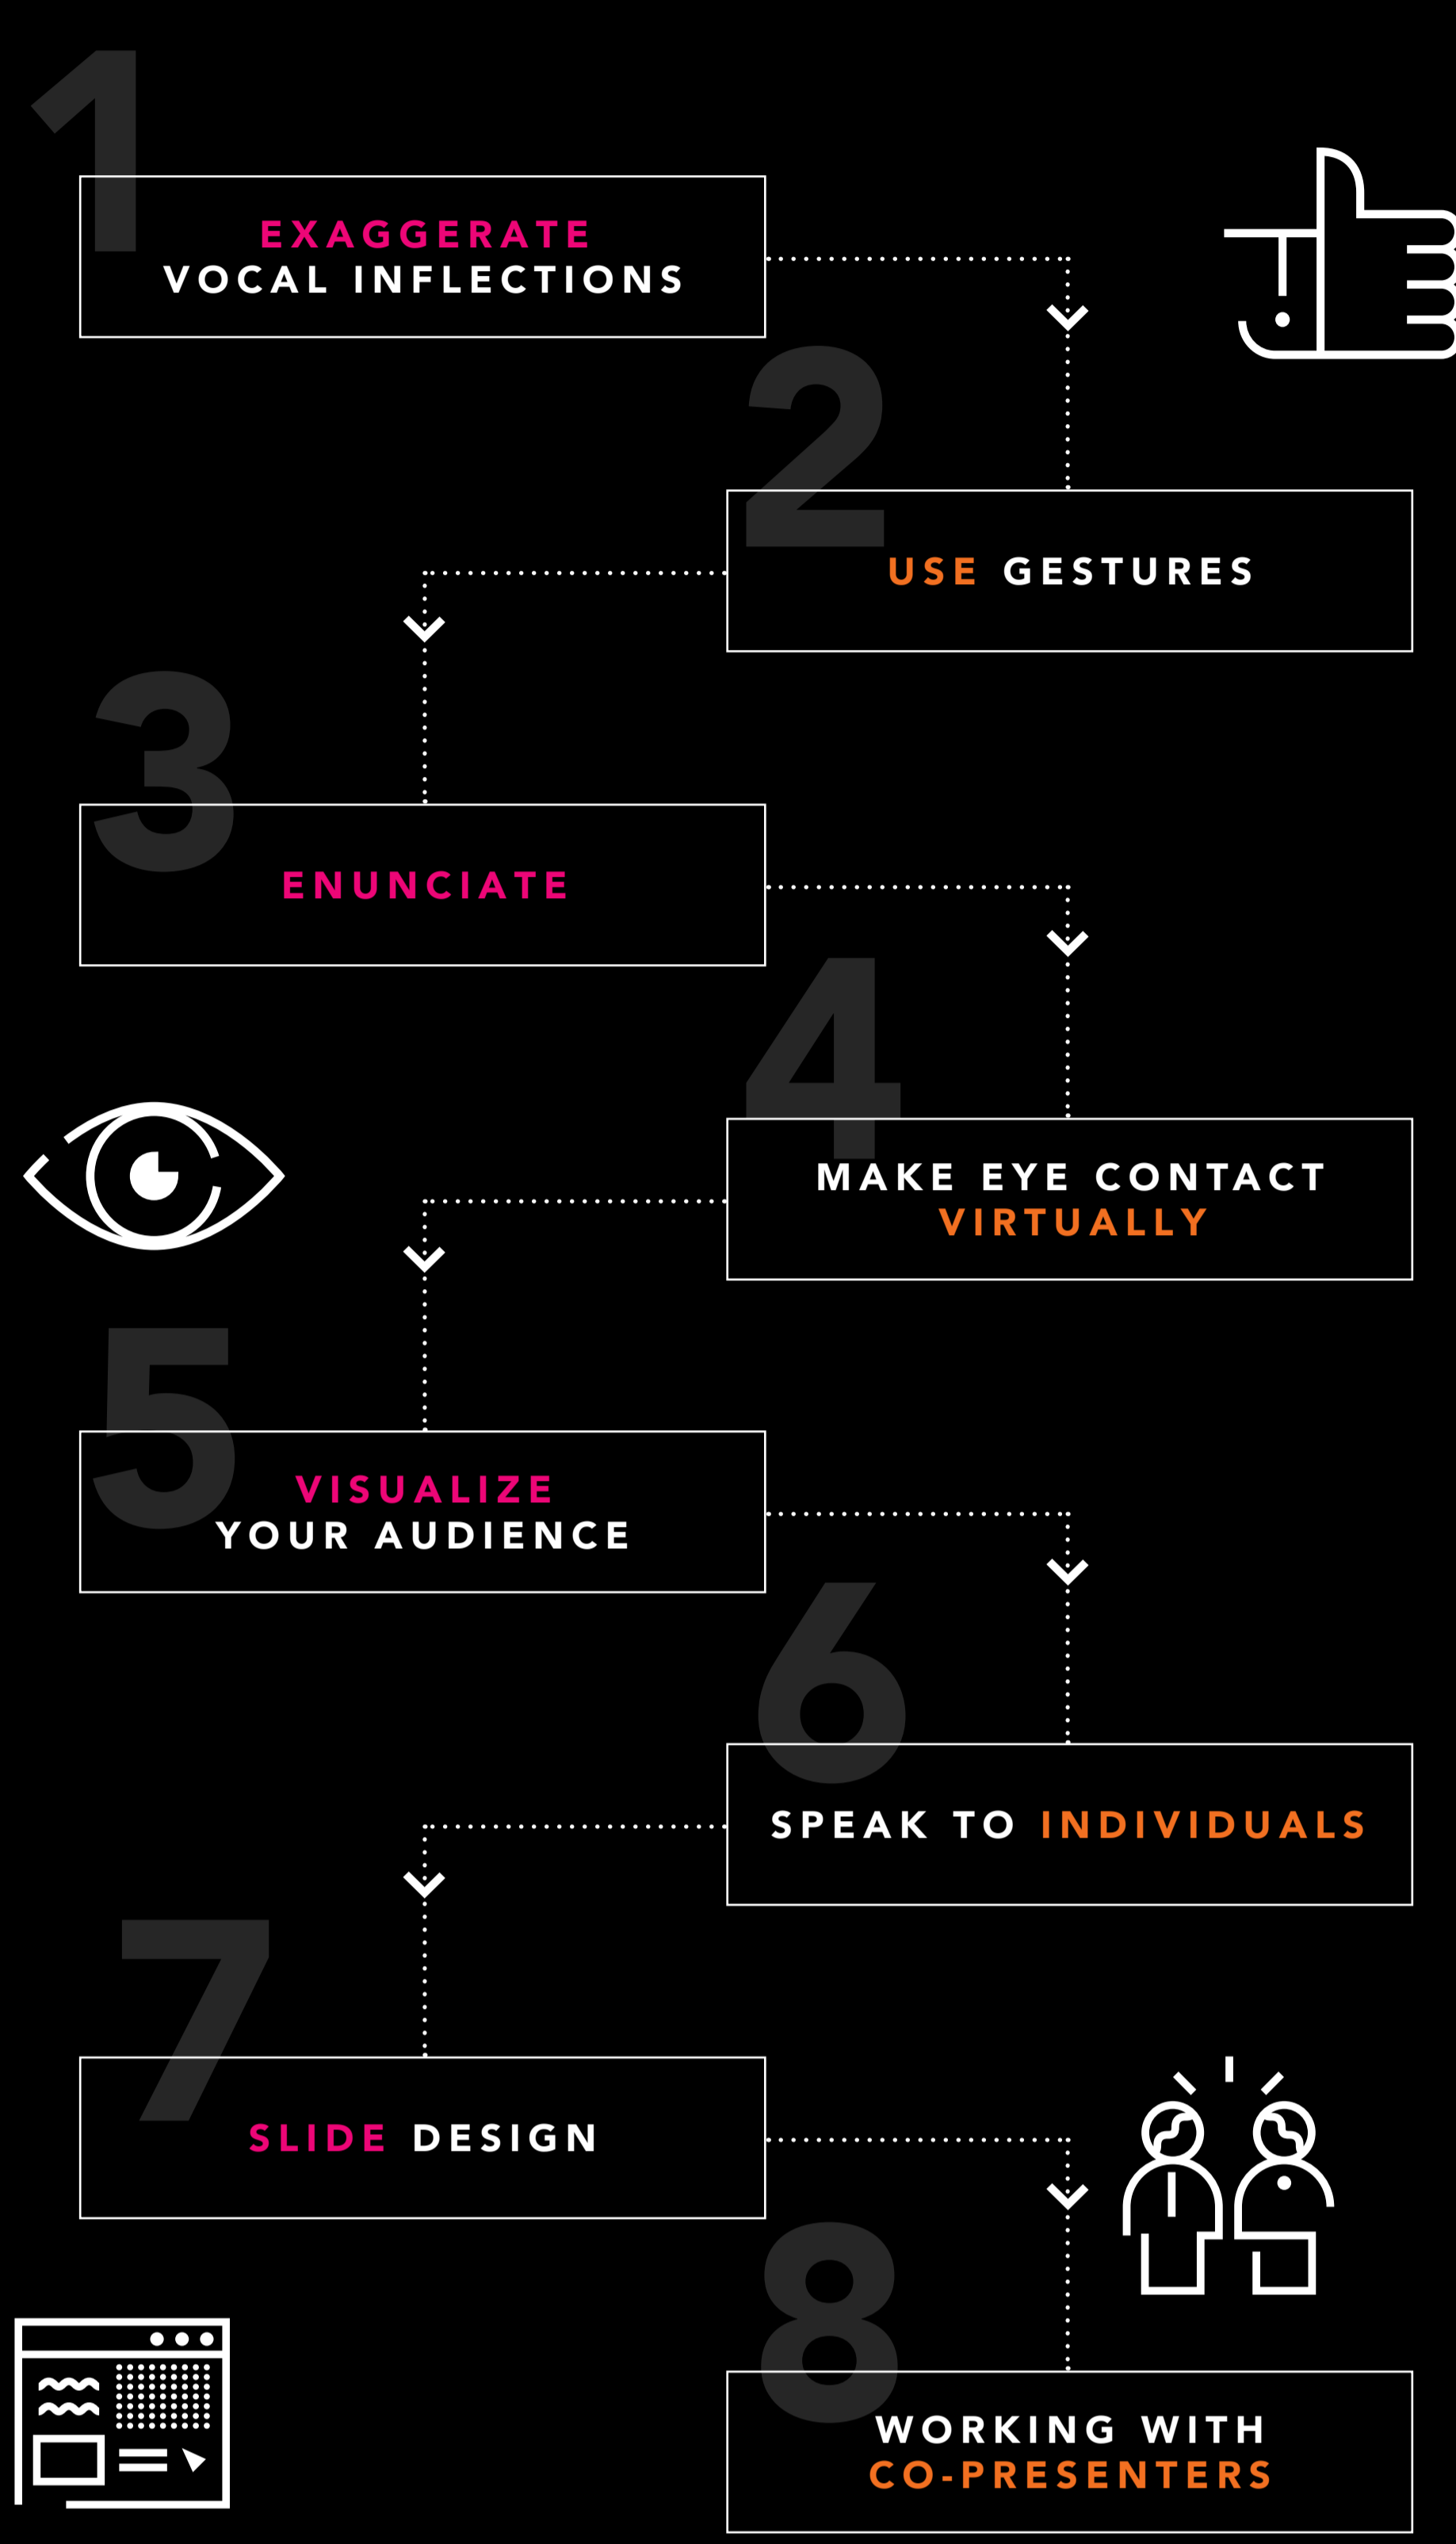 1
EXAGGERATE
VOCAL INFLECTIONS
2
USE GESTURES
3
ENUNCIATE
4
MAKE EYE CONTACT
VIRTUALLY
5
VISUALIZE
YOUR AUDIENCE
6
SPEAK TO INDIVIDUALS
7
SLIDE DESIGN
8
WORKING WITH
CO-PRESENTERS